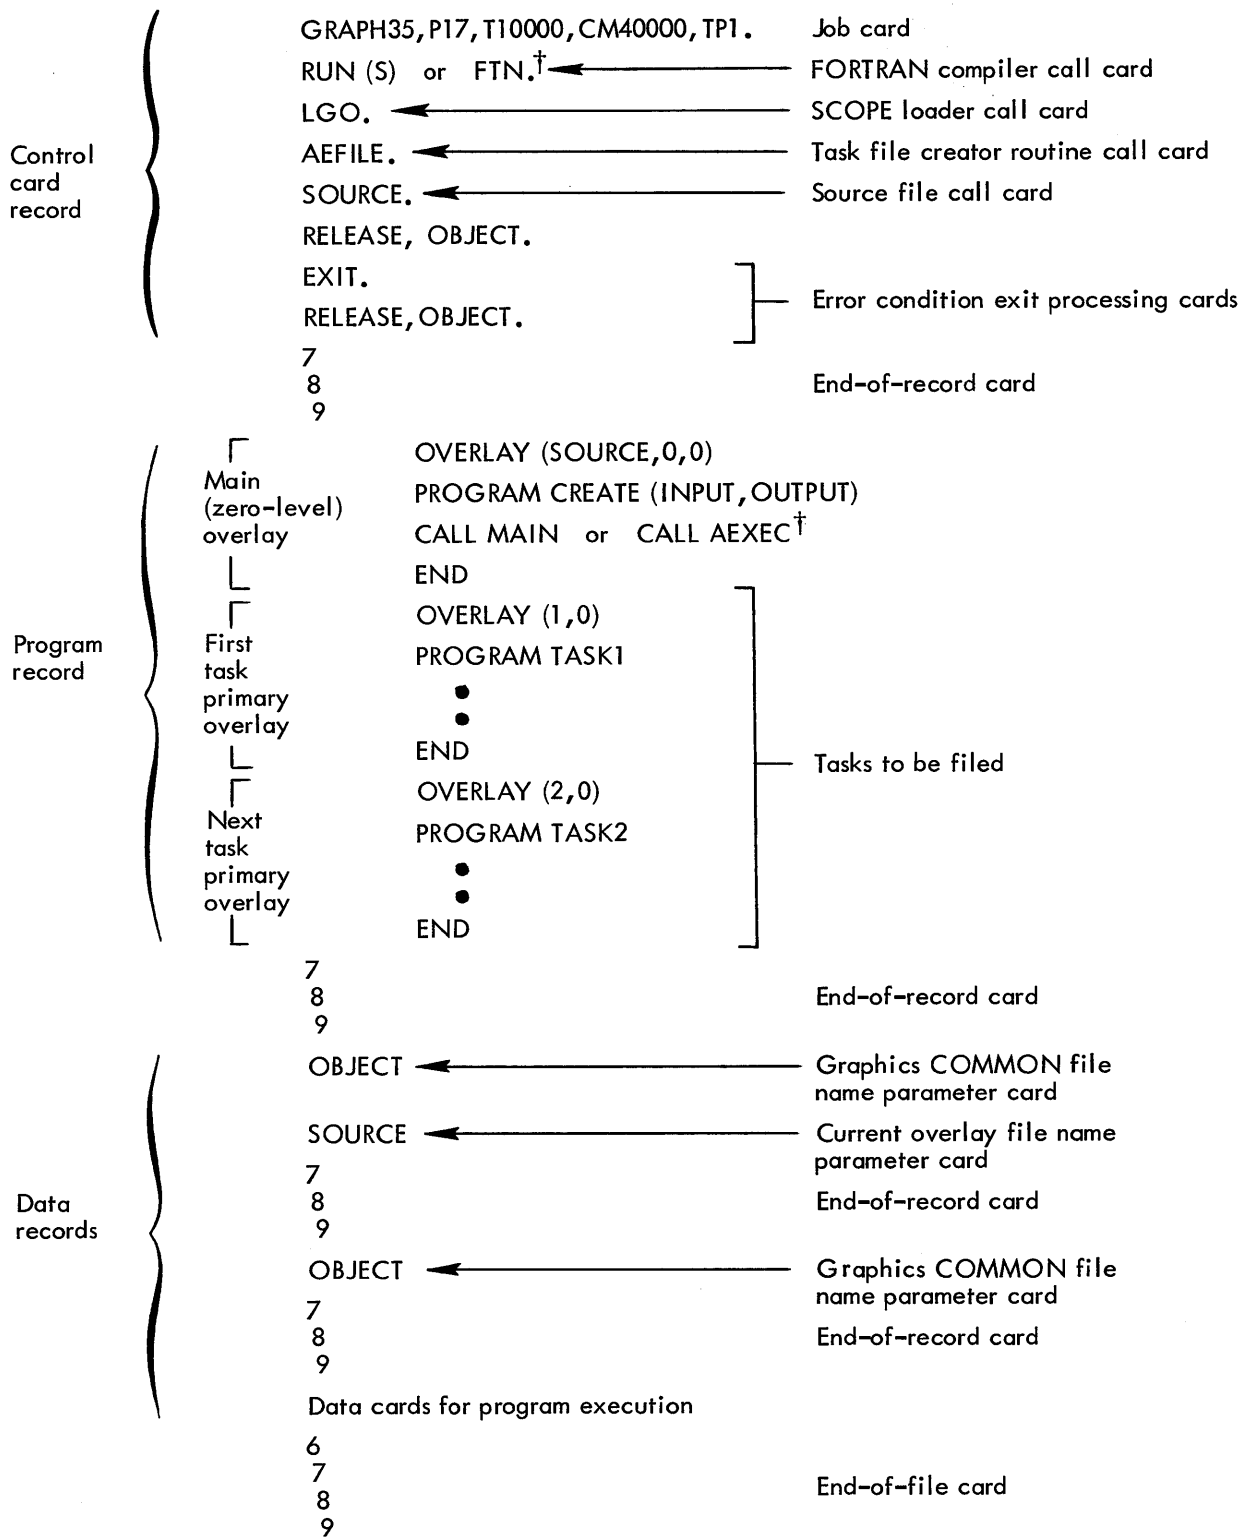 GRAPH35,P17,T10000,CM40000,TP1. Job card
RUN (S) or FTN.† FORTRAN compiler call card
LGO. SCOPE loader call card
AEFILE. Task file creator routine call card
SOURCE. Source file call card
RELEASE, OBJECT.
EXIT.
RELEASE,OBJECT.
Error condition exit processing cards
Control
card
record
7
8
9
End-of-record card
OVERLAY (SOURCE,0,0)
PROGRAM CREATE (INPUT,OUTPUT)
CALL MAIN or CALL AEXEC†
END
Main
(zero-level)
overlay
OVERLAY (1,0)
PROGRAM TASK1
END
First
task
primary
overlay
OVERLAY (2,0)
PROGRAM TASK2
END
Next
task
primary
overlay
Tasks to be filed
Program
record
7
8
9
End-of-record card
OBJECT
Graphics COMMON file
name parameter card
SOURCE
Current overlay file name
parameter card
7
8
9
End-of-record card
Data
records
OBJECT
Graphics COMMON file
name parameter card
7
8
9
End-of-record card
Data cards for program execution
6
7
8
9
End-of-file card